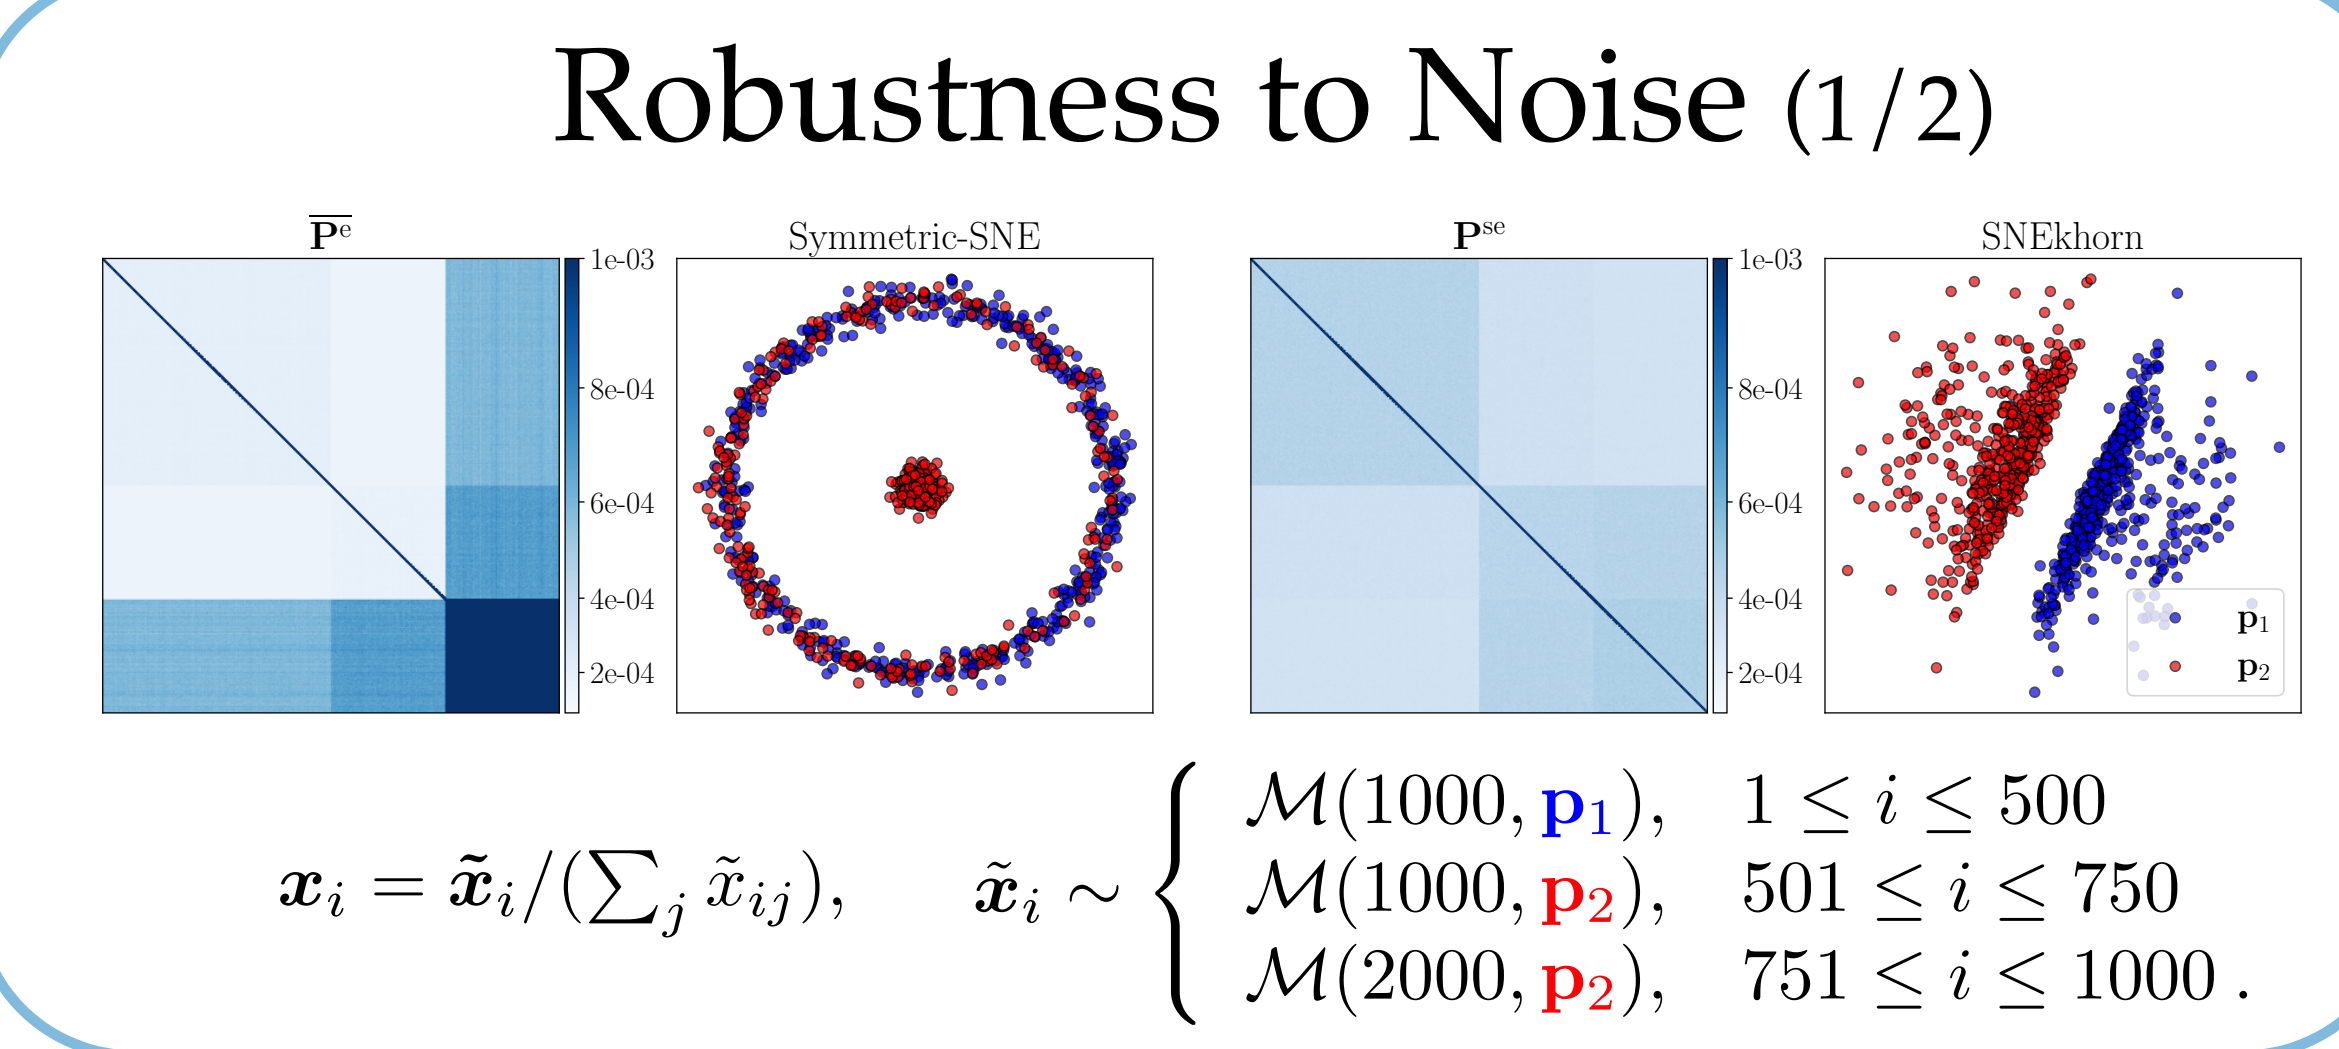 Robustness to Noise (1/2)
P̅ᵉ
1e-03
8e-04
6e-04
4e-04
2e-04
Symmetric-SNE
Pˢᵉ
1e-03
8e-04
6e-04
4e-04
2e-04
SNEkhorn
p₁
p₂
xᵢ = x̃ᵢ/(∑ⱼ x̃ᵢⱼ), x̃ᵢ ∼ {
ℳ(1000, p₁), 1 ≤ i ≤ 500
ℳ(1000, p₂), 501 ≤ i ≤ 750
ℳ(2000, p₂), 751 ≤ i ≤ 1000 .